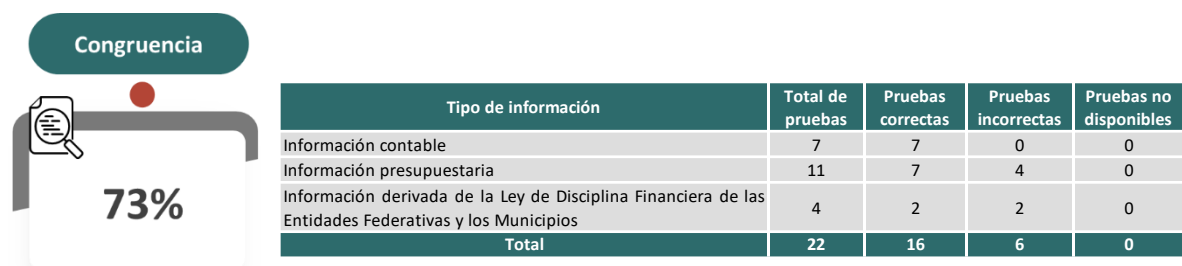 Congruencia
73%
Tipo de información Total de pruebas Pruebas correctas Pruebas incorrectas Pruebas no disponibles
Información contable 7 7 0 0
Información presupuestaria 11 7 4 0
Información derivada de la Ley de Disciplina Financiera de las
Entidades Federativas y los Municipios 4 2 2 0
Total 22 16 6 0